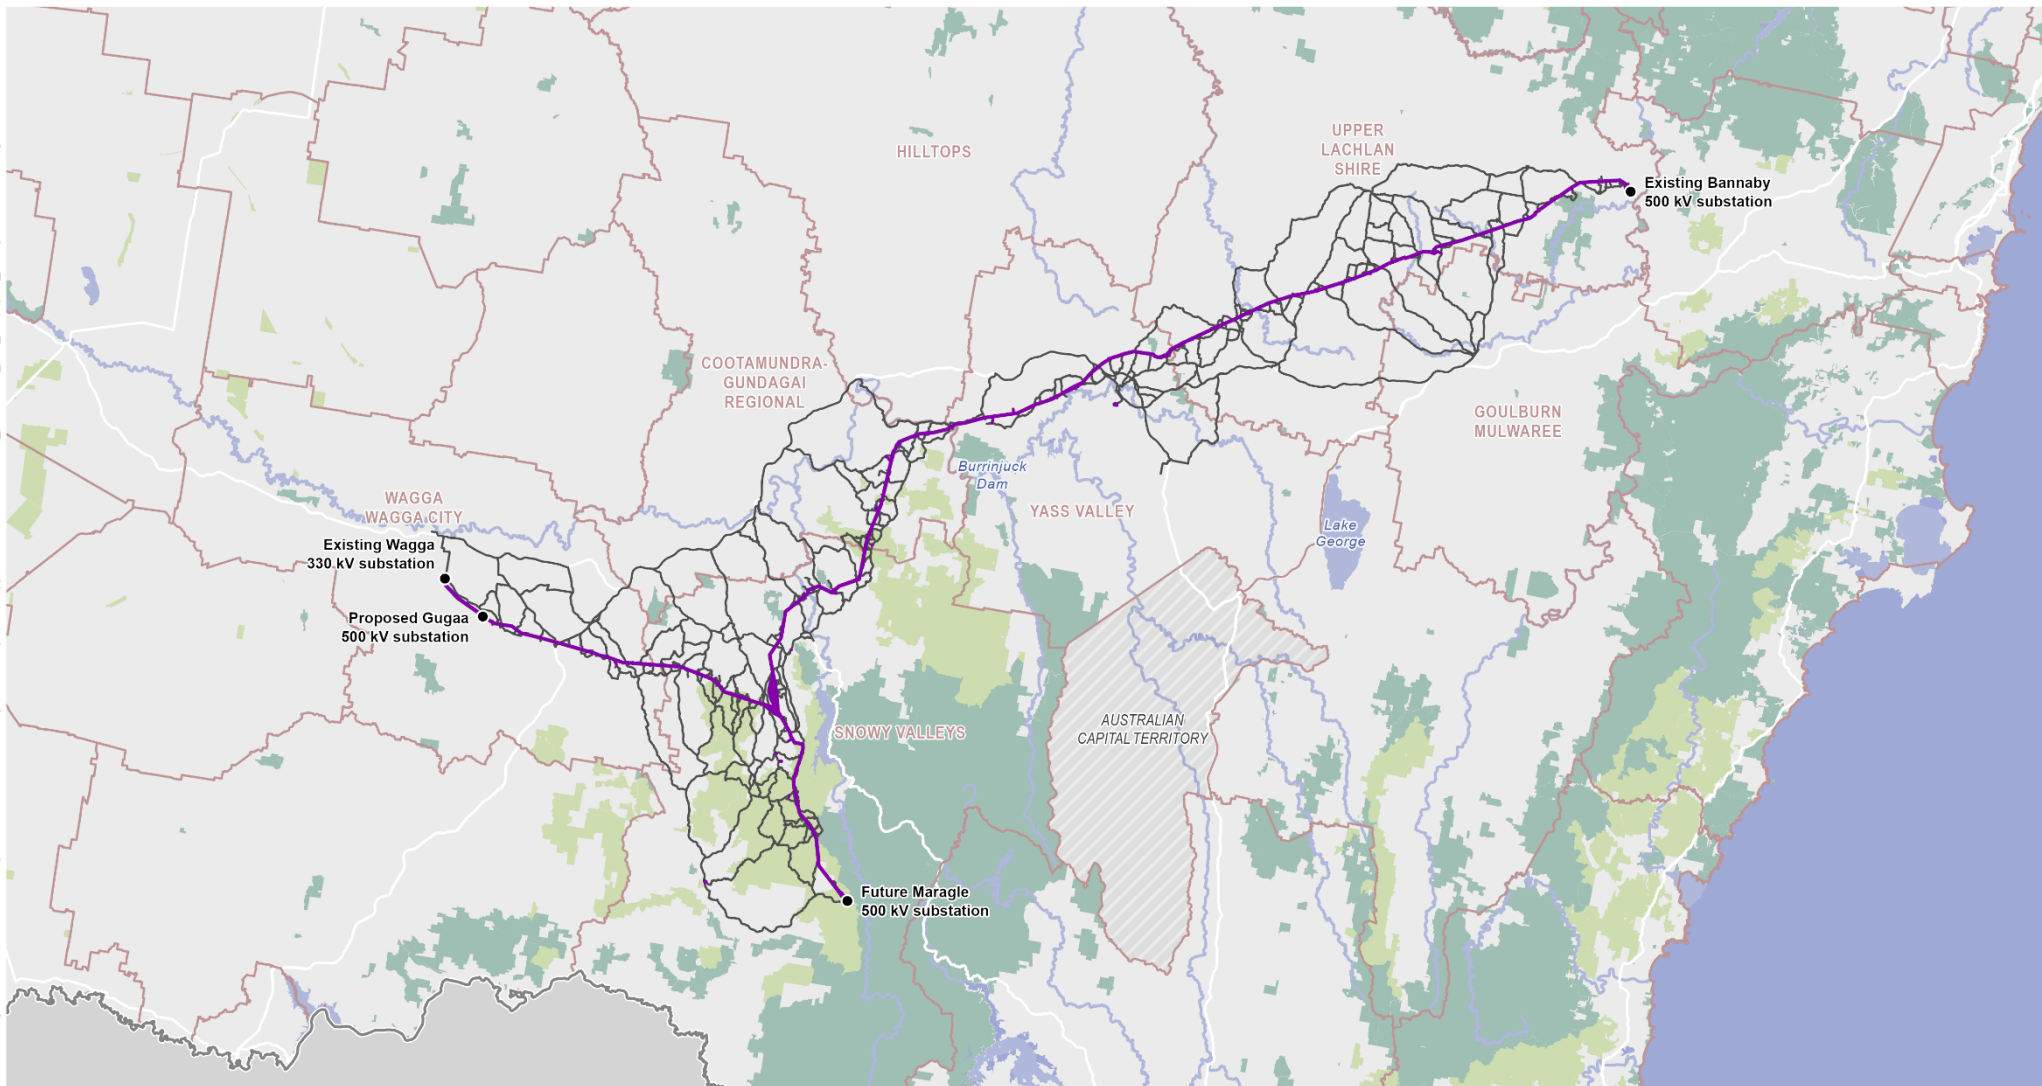 UPPER
LACHLAN
SHIRE
HILLTOPS
Existing Bannaby
500 kV substation
COOTAMUNDRA-
GUNDAGAI
REGIONAL
GOULBURN
MULWAREE
Burrinjuck
Dam
WAGGA
WAGGA CITY
YASS VALLEY
Lake
George
Existing Wagga
330 kV substation
Proposed Gugaa
500 kV substation
SNOWY VALLEYS
AUSTRALIAN
CAPITAL TERRITORY
Future Maragle
500 kV substation